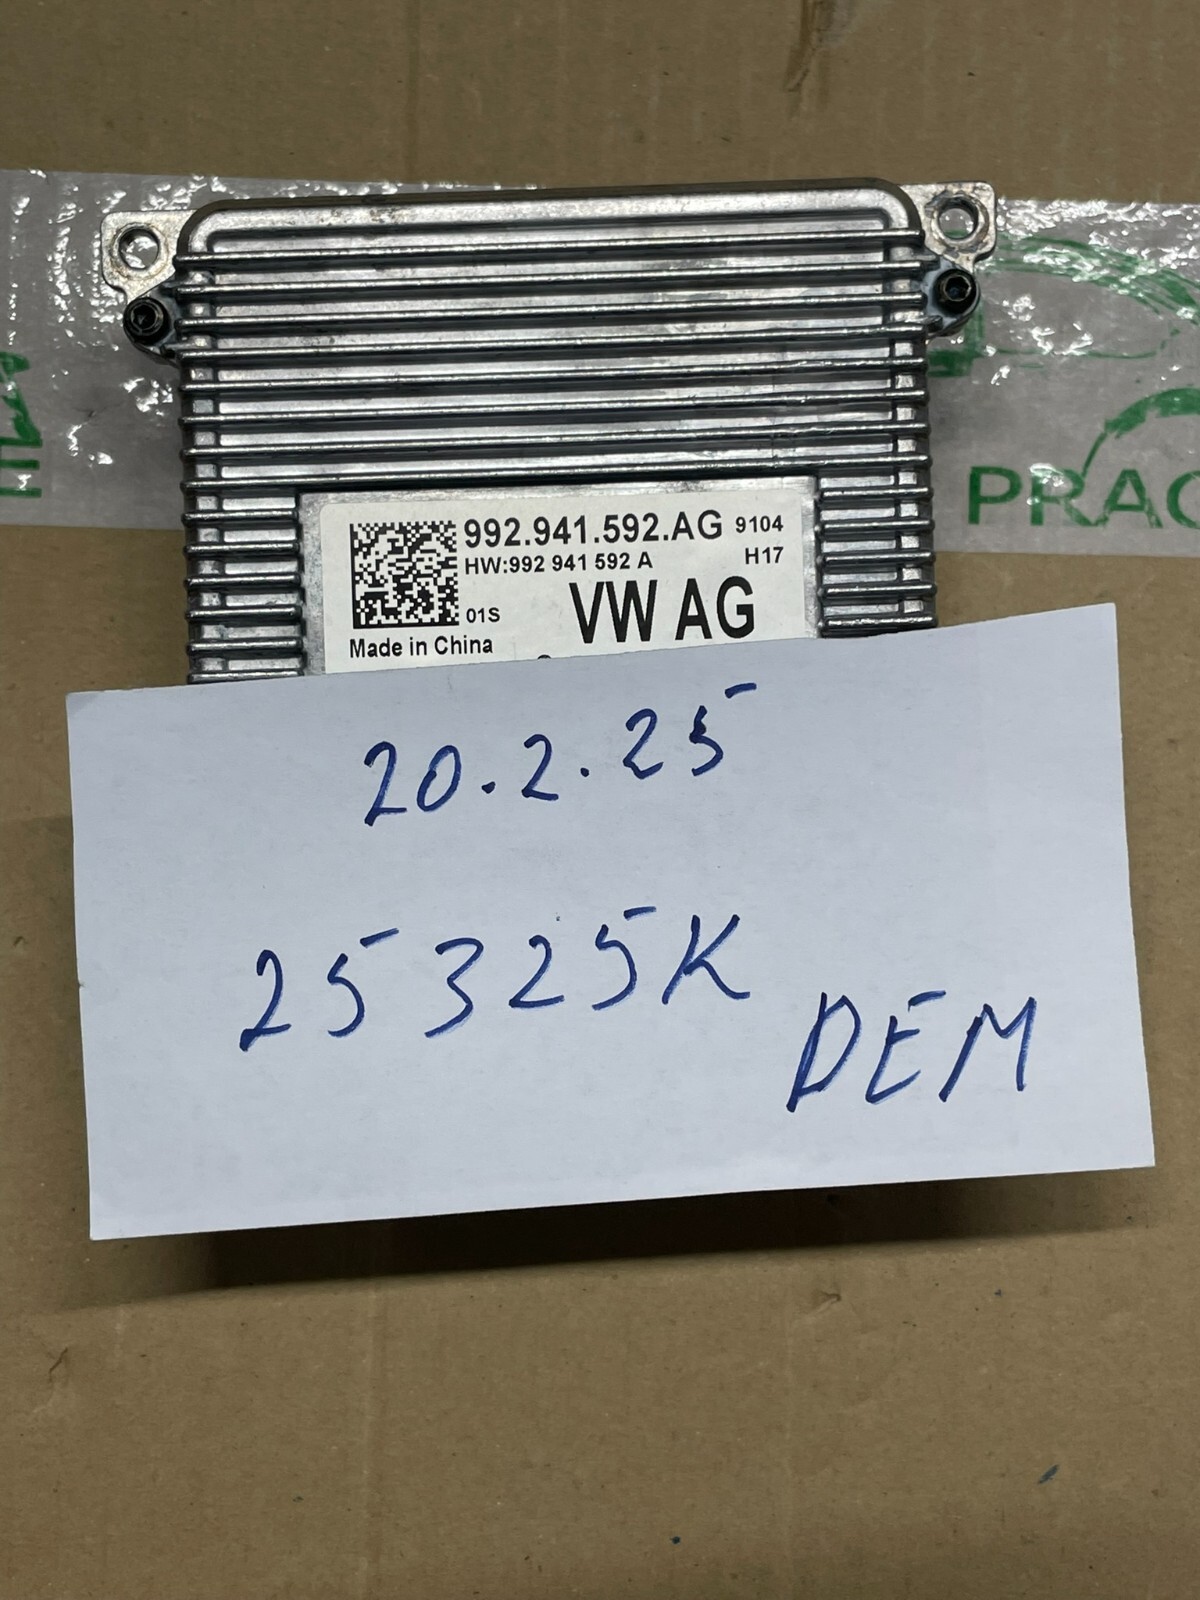 992.941.592.AG 9104
HW:992 941 592 A H17
01S VW AG
Made in China
PRAC
20.2.25
25325K
DEM